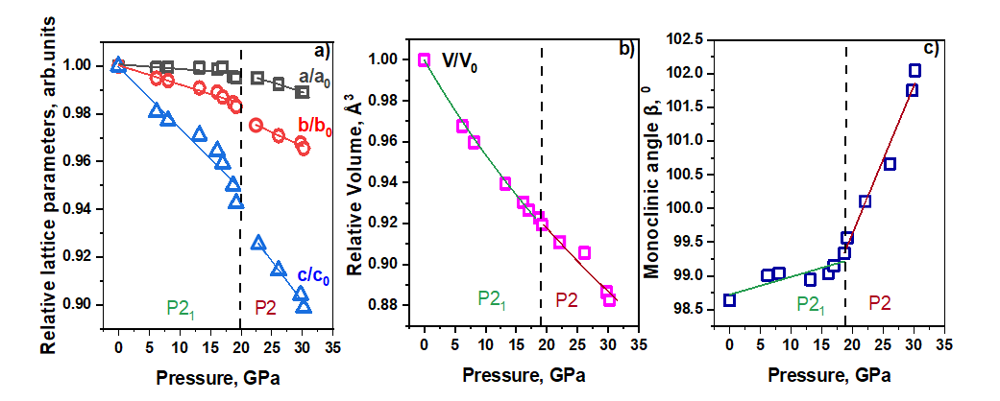 Relative lattice parameters, arb.units
1.00
0.98
0.96
0.94
0.92
0.90
a)
a/a₀
b/b₀
c/c₀
P2₁
P2
0 5 10 15 20 25 30 35
Pressure, GPa
Relative Volume, Å³
1.00
0.98
0.96
0.94
0.92
0.90
0.88
b)
V/V₀
P2₁
P2
0 5 10 15 20 25 30 35
Pressure, GPa
Monoclinic angle β, ⁰
102.5
102.0
101.5
101.0
100.5
100.0
99.5
99.0
98.5
c)
P2₁
P2
0 5 10 15 20 25 30 35
Pressure, GPa